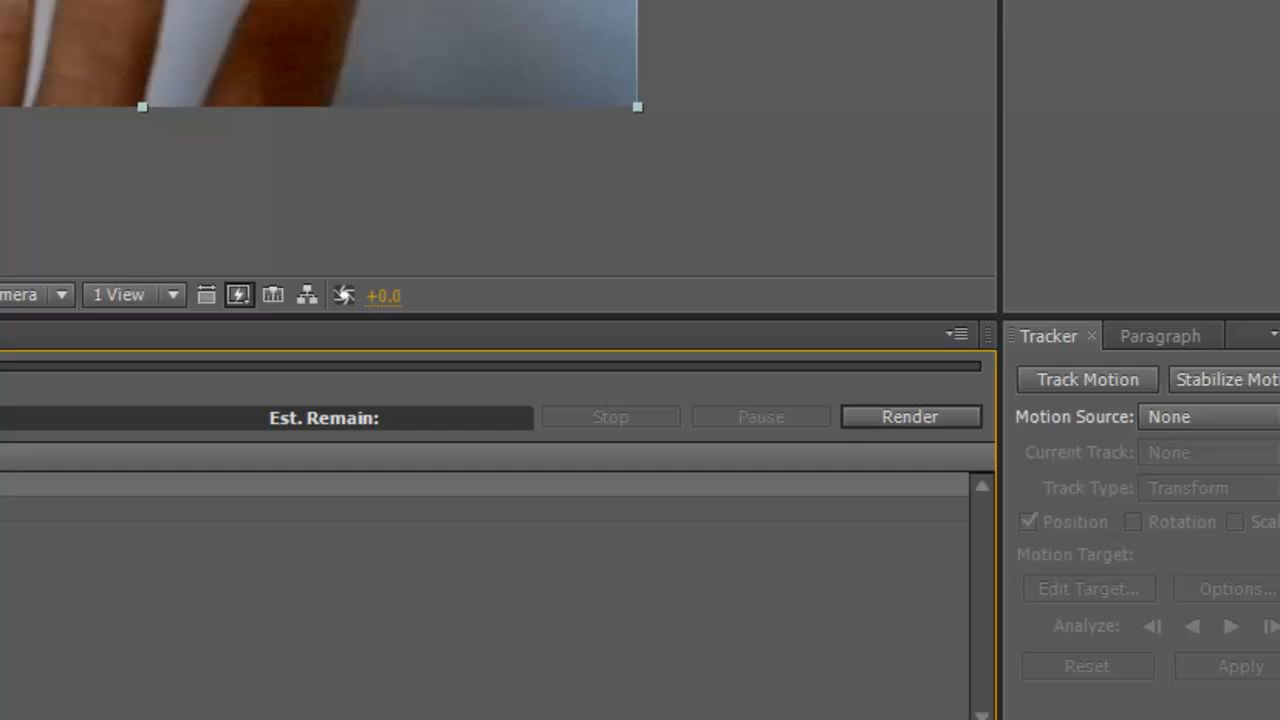 mera 1 View +0.0
Tracker Paragraph
Track Motion Stabilize Moti
Est. Remain: Stop Pause Render
Motion Source: None
Current Track: None
Track Type: Transform
Position Rotation Scal
Motion Target:
Edit Target... Options...
Analyze:
Reset Apply